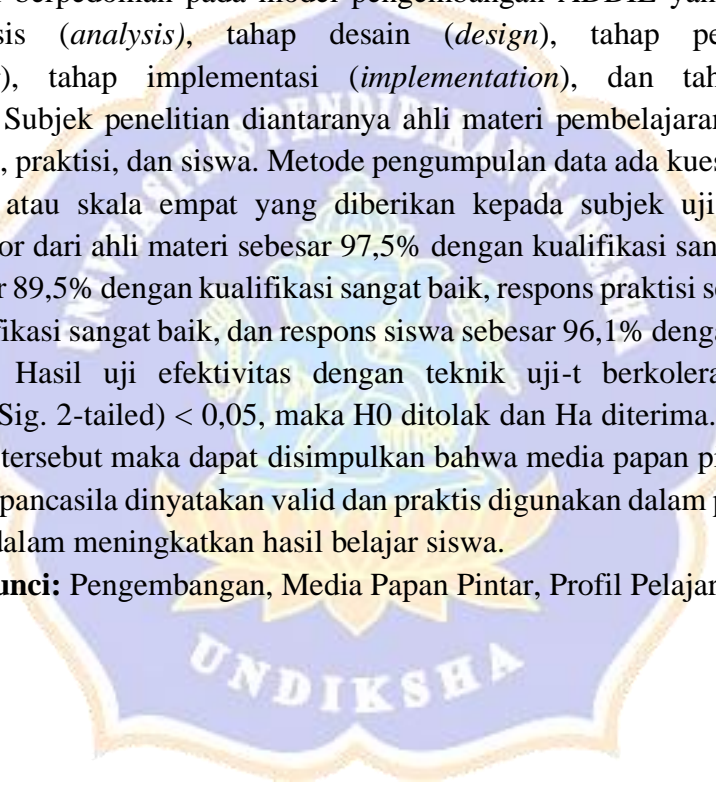 berpedoman pada model pengembangan ADDIE yang
sis (analysis), tahap desain (design), tahap pe
), tahap implementasi (implementation), dan tah
Subjek penelitian diantaranya ahli materi pembelajaran
, praktisi, dan siswa. Metode pengumpulan data ada kues
atau skala empat yang diberikan kepada subjek uji
or dari ahli materi sebesar 97,5% dengan kualifikasi san
r 89,5% dengan kualifikasi sangat baik, respons praktisi s
fikasi sangat baik, dan respons siswa sebesar 96,1% denga
Hasil uji efektivitas dengan teknik uji-t berkolera
(Sig. 2-tailed) < 0,05, maka H0 ditolak dan Ha diterima.
tersebut maka dapat disimpulkan bahwa media papan pi
pancasila dinyatakan valid dan praktis digunakan dalam p
dalam meningkatkan hasil belajar siswa.
unci: Pengembangan, Media Papan Pintar, Profil Pelajar
UNIVERSITAS PENDIDIKAN GANESHA
UNDIKSHA